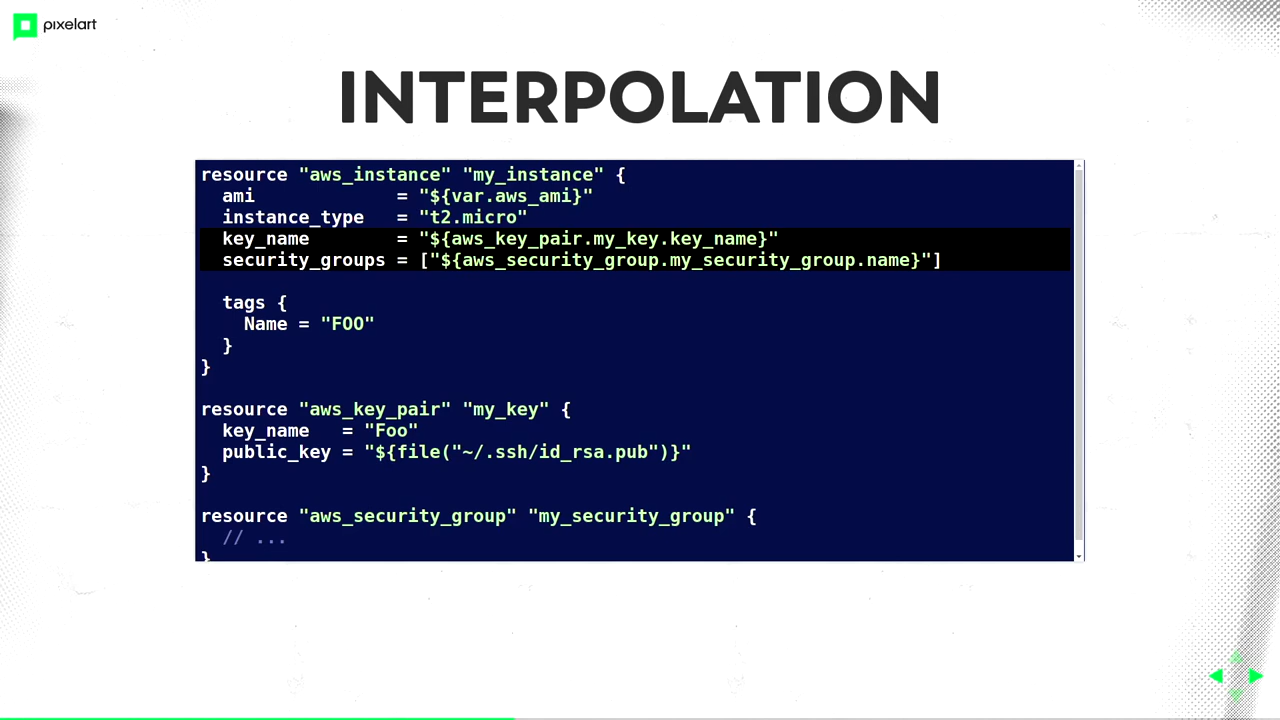 pixelart
INTERPOLATION
resource "aws_instance" "my_instance" {
  ami             = "${var.aws_ami}"
  instance_type   = "t2.micro"
  key_name        = "${aws_key_pair.my_key.key_name}"
  security_groups = ["${aws_security_group.my_security_group.name}"]

  tags {
    Name = "FOO"
  }
}

resource "aws_key_pair" "my_key" {
  key_name   = "Foo"
  public_key = "${file("~/.ssh/id_rsa.pub")}"
}

resource "aws_security_group" "my_security_group" {
  // ...
}